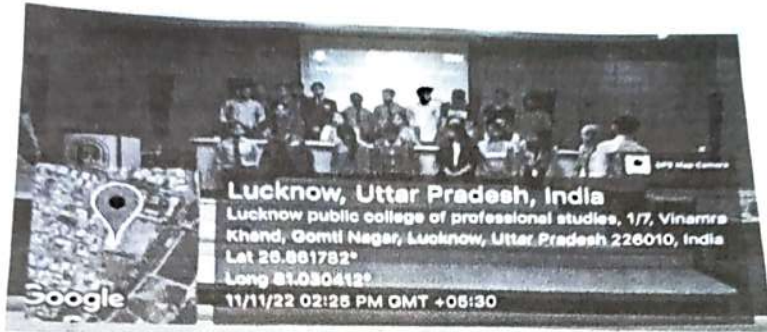 GPS Map Camera
Lucknow, Uttar Pradesh, India
Lucknow public college of professional studies, 1/7, Vinamra
Khand, Gomti Nagar, Lucknow, Uttar Pradesh 226010, India
Lat 26.861782°
Long 81.030412°
11/11/22 02:25 PM GMT +05:30
Google